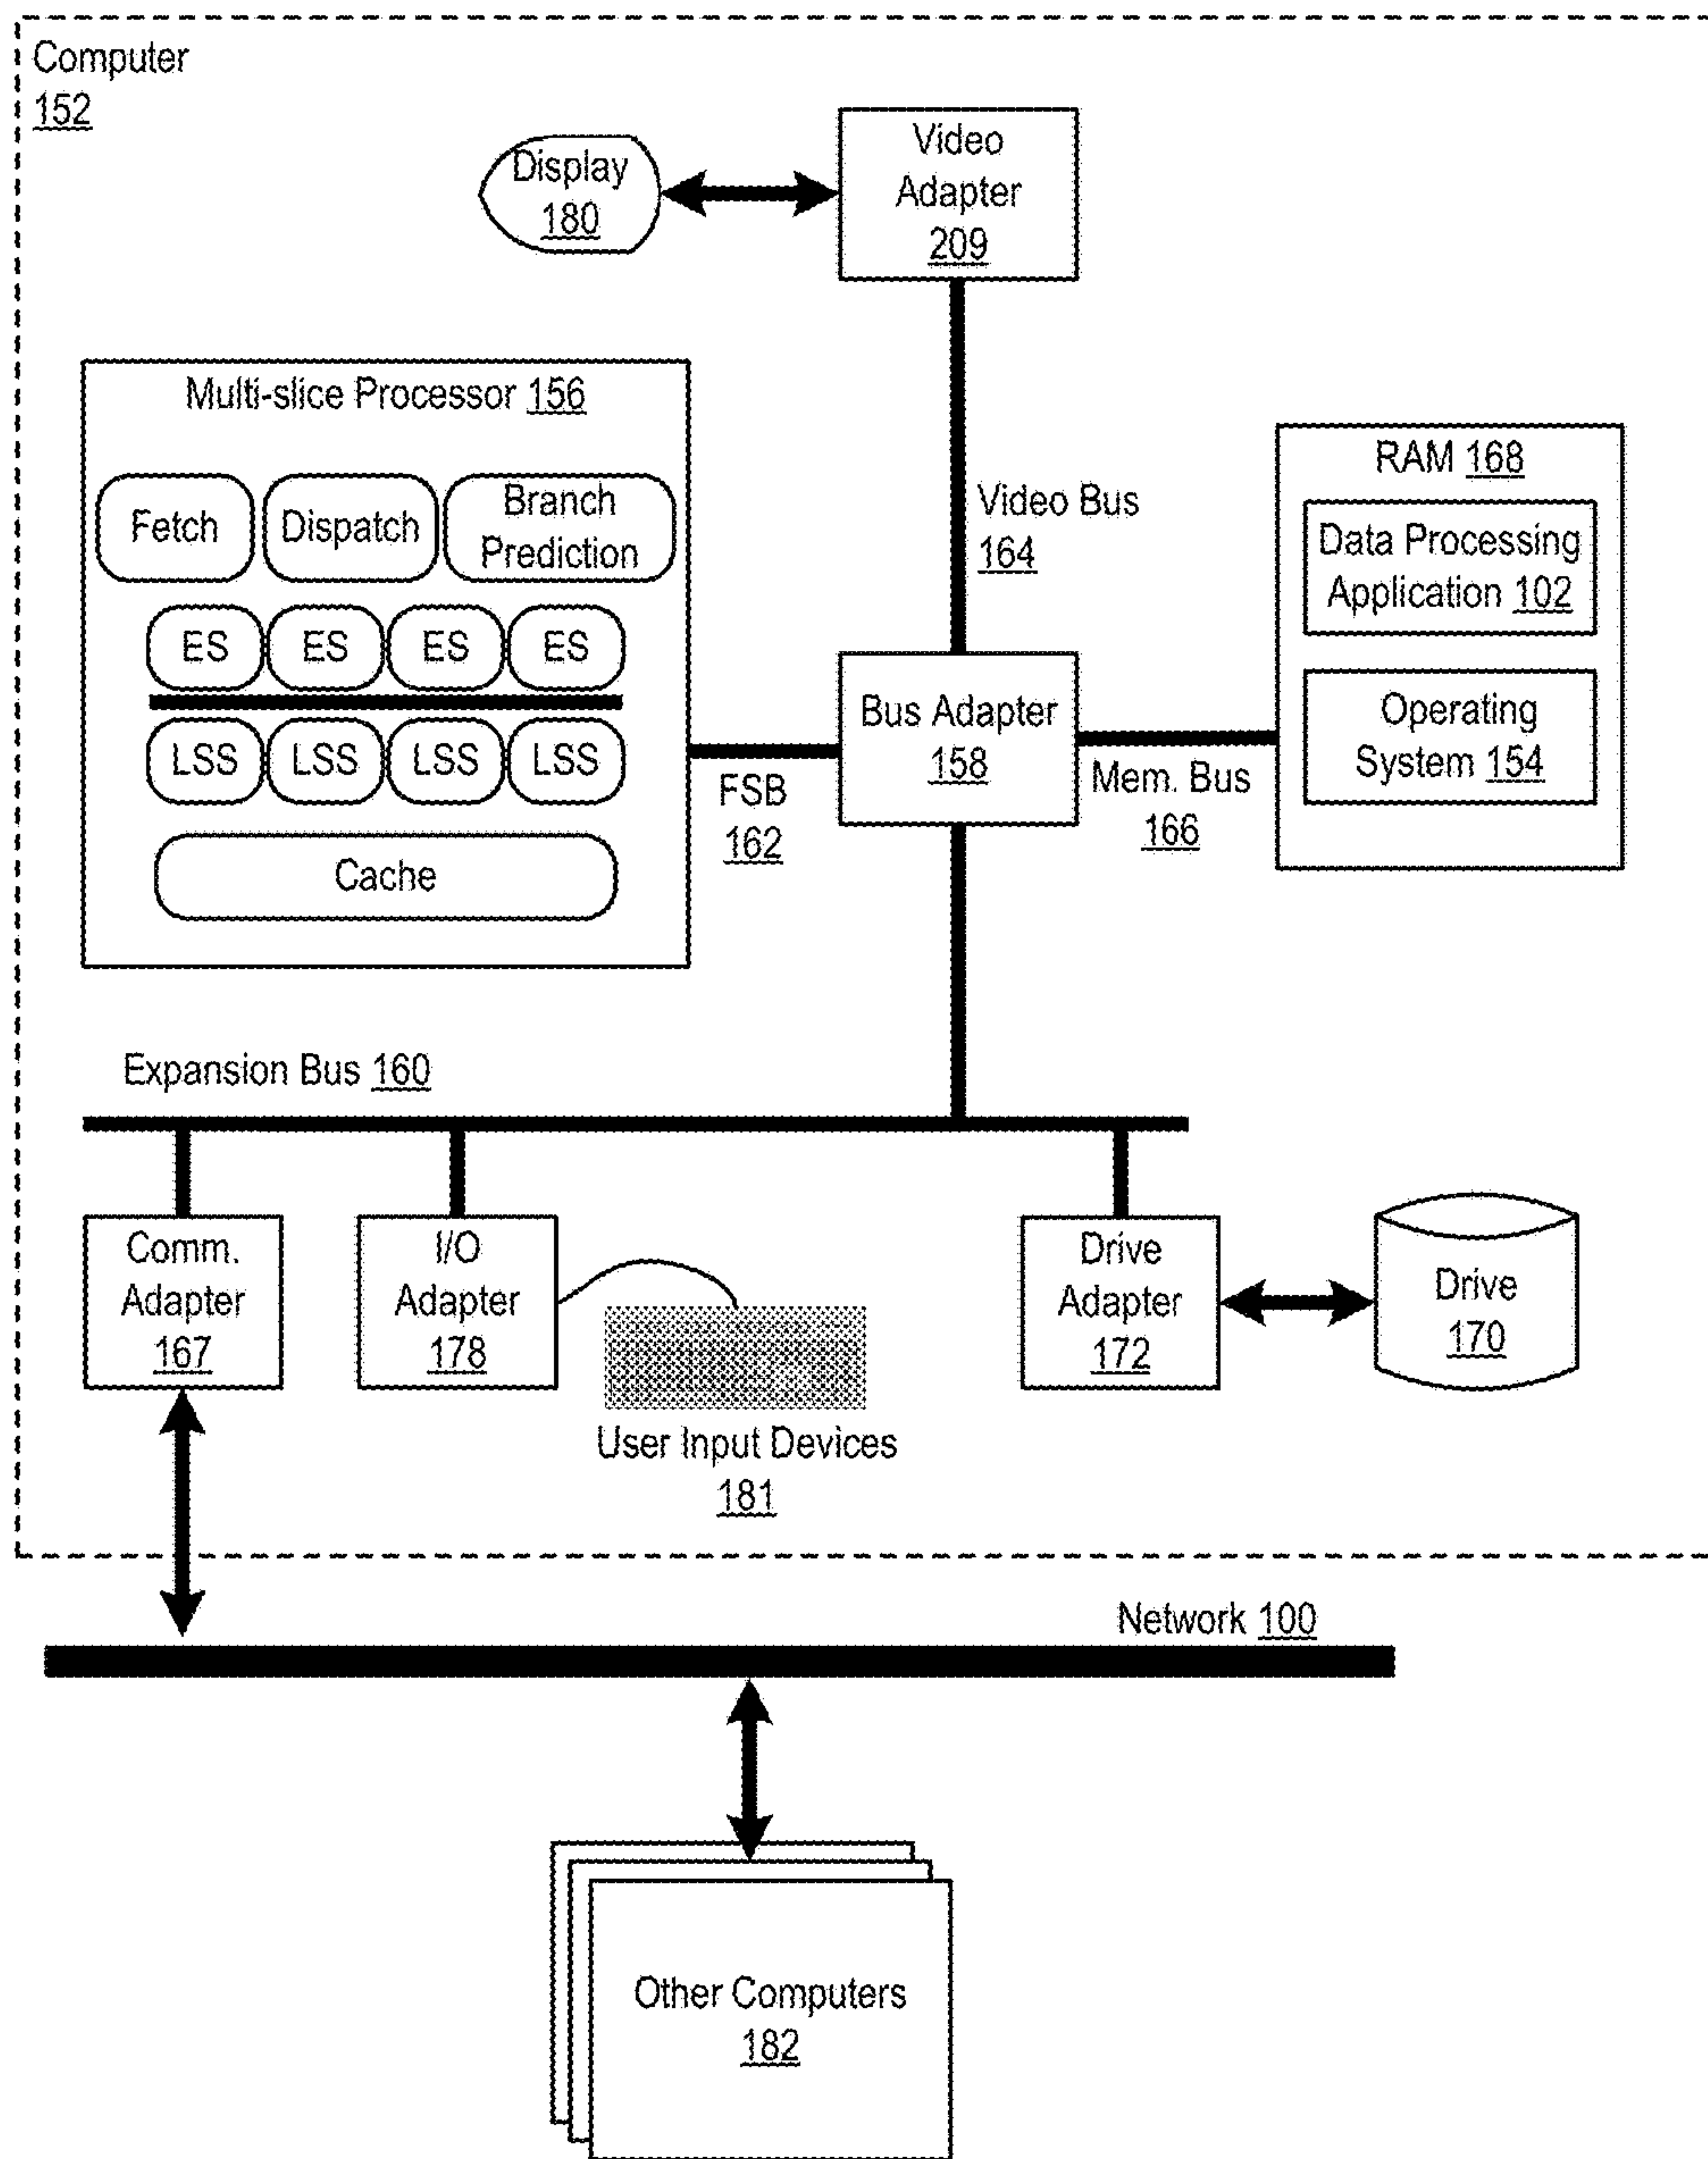 Computer
152
Display
180
Video
Adapter
209
Multi-slice Processor 156
Fetch
Dispatch
Branch
Prediction
ES
ES
ES
ES
LSS
LSS
LSS
LSS
Cache
Video Bus
164
RAM 168
Data Processing
Application 102
Operating
System 154
Bus Adapter
158
FSB
162
Mem. Bus
166
Expansion Bus 160
Comm.
Adapter
167
I/O
Adapter
178
User Input Devices
181
Drive
Adapter
172
Drive
170
Network 100
Other Computers
182